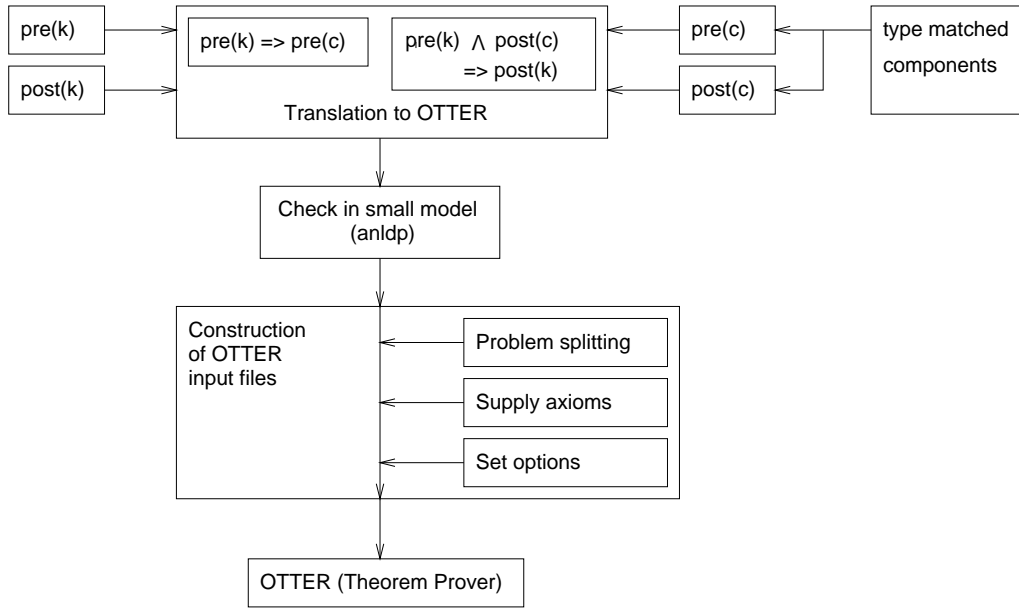 pre(k)
post(k)
pre(k) => pre(c)
pre(k) ∧ post(c)
=> post(k)
Translation to OTTER
pre(c)
post(c)
type matched
components
Check in small model
(anldp)
Construction
of OTTER
input files
Problem splitting
Supply axioms
Set options
OTTER (Theorem Prover)